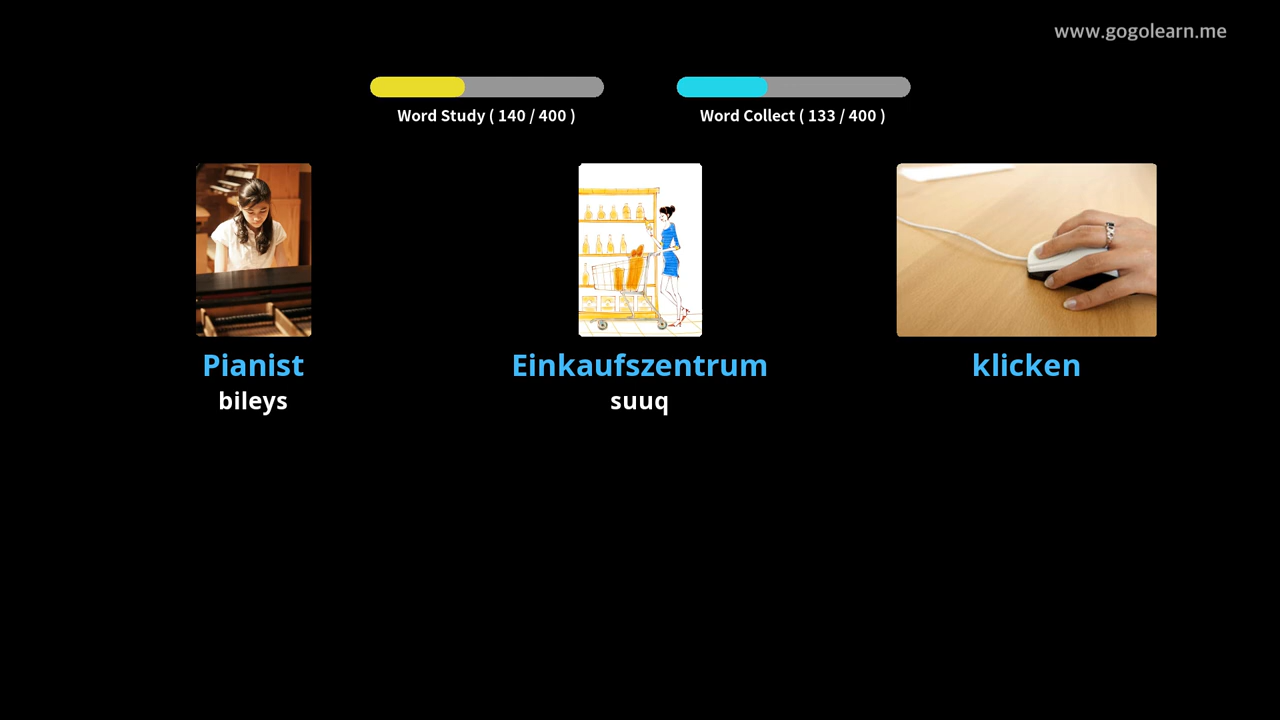 www.gogolearn.me
Word Study ( 140 / 400 )
Word Collect ( 133 / 400 )
Pianist
bileys
Einkaufszentrum
suuq
klicken